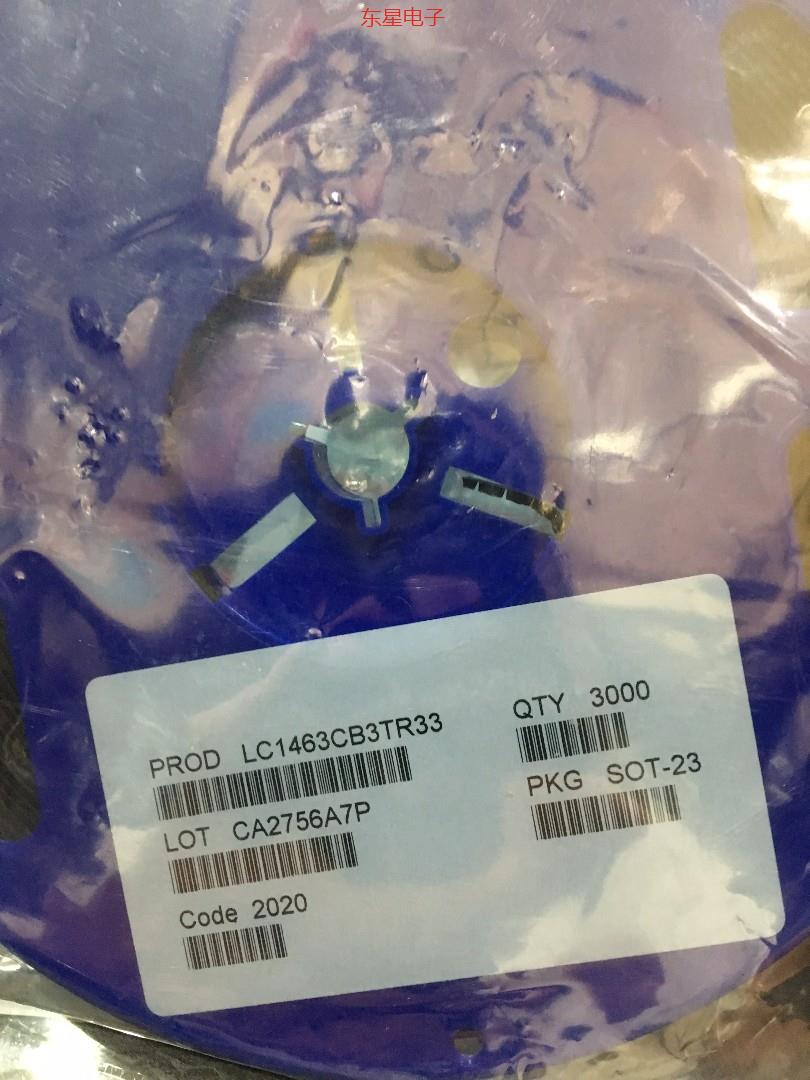 东星电子
PROD LC1463CB3TR33
QTY 3000
LOT CA2756A7P
PKG SOT-23
Code 2020